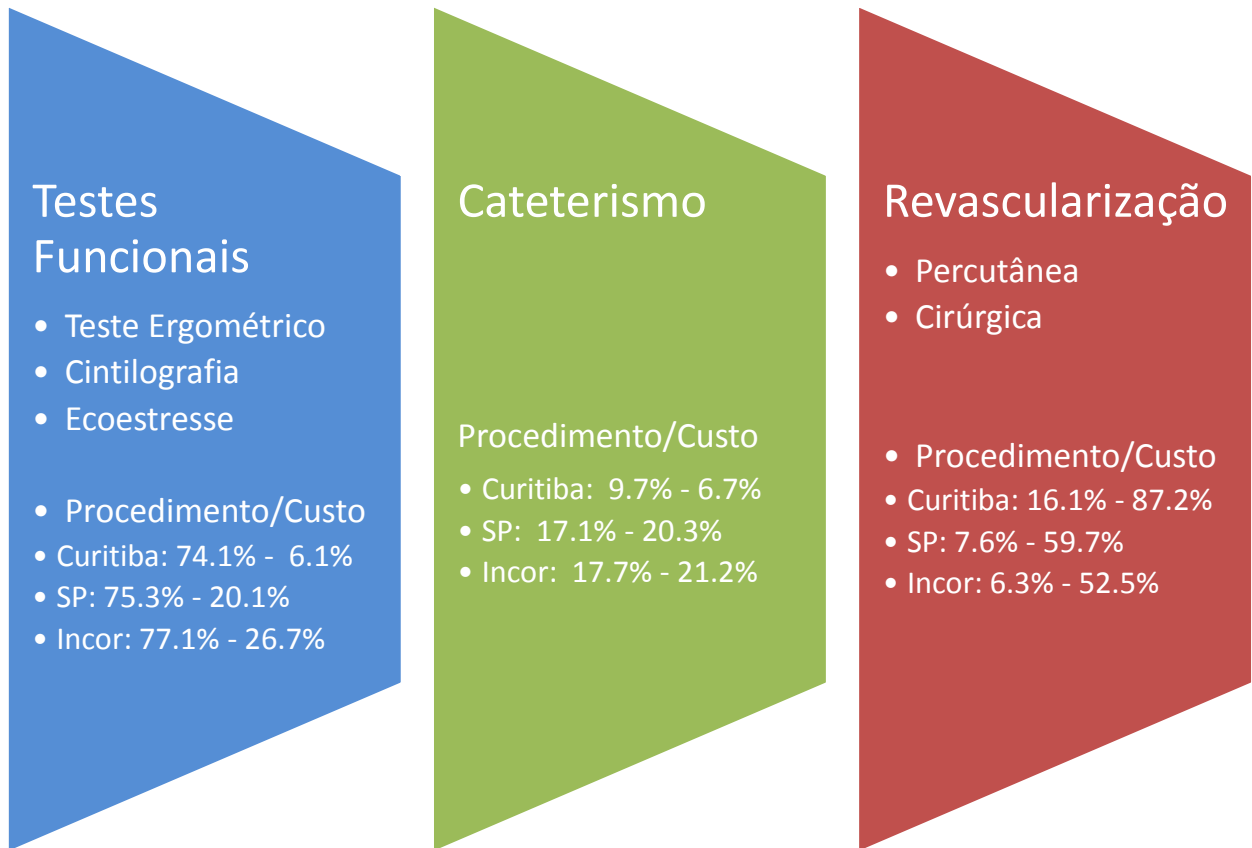 Testes
Funcionais
• Teste Ergométrico
• Cintilografia
• Ecoestresse
• Procedimento/Custo
• Curitiba: 74.1% - 6.1%
• SP: 75.3% - 20.1%
• Incor: 77.1% - 26.7%
Cateterismo
Procedimento/Custo
• Curitiba: 9.7% - 6.7%
• SP: 17.1% - 20.3%
• Incor: 17.7% - 21.2%
Revascularização
• Percutânea
• Cirúrgica
• Procedimento/Custo
• Curitiba: 16.1% - 87.2%
• SP: 7.6% - 59.7%
• Incor: 6.3% - 52.5%